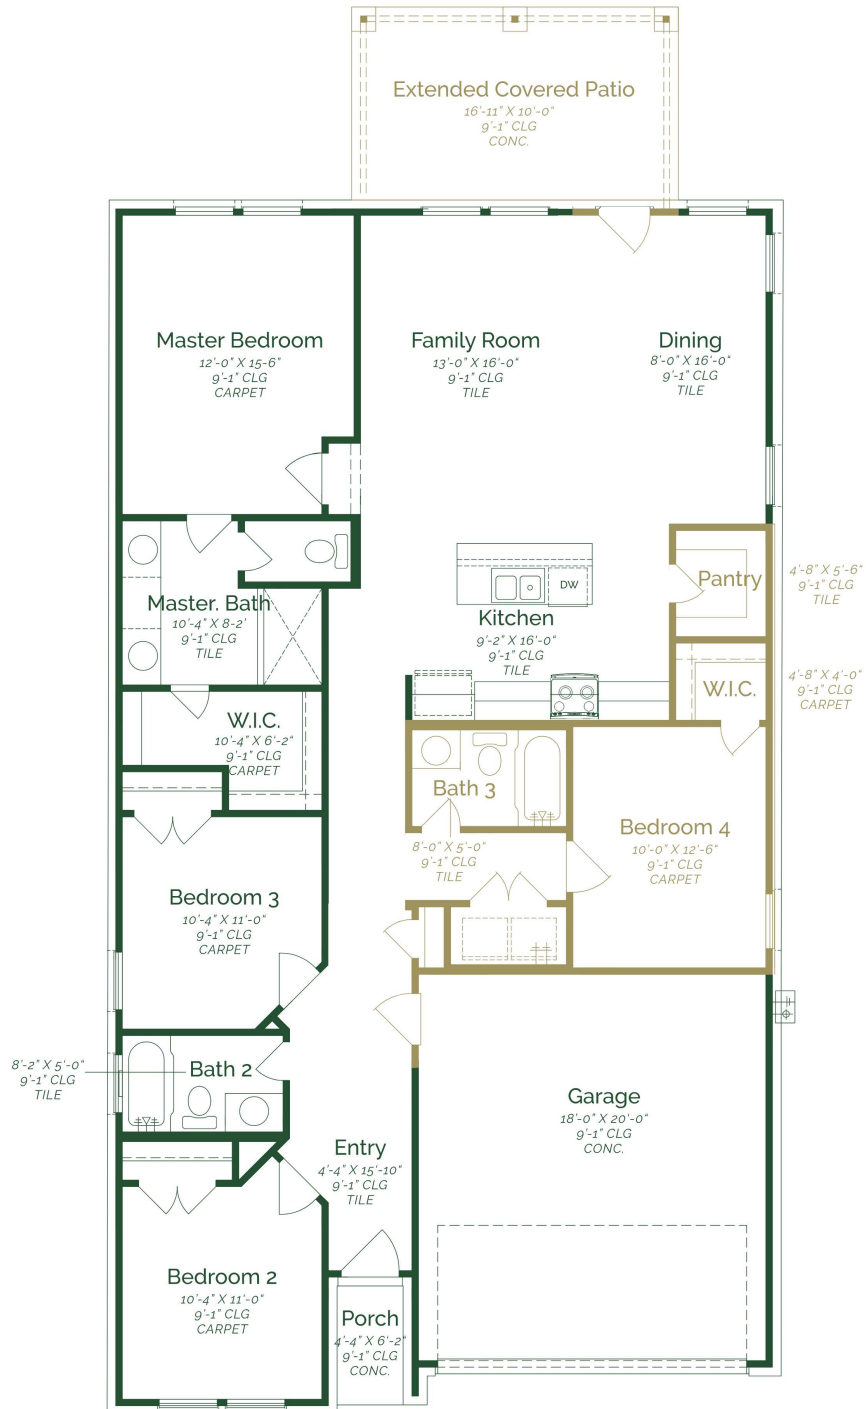 Extended Covered Patio
16'-11" X 10'-0"
9'-1" CLG
CONC.
Master Bedroom
12'-0" X 15-6"
9'-1" CLG
CARPET
Family Room
13'-0" X 16'-0"
9'-1" CLG
TILE
Dining
8'-0" X 16'-0"
9'-1" CLG
TILE
Pantry
4'-8" X 5'-6"
9'-1" CLG
TILE
DW
Kitchen
9'-2" X 16'-0"
9'-1" CLG
TILE
Master. Bath
10'-4" X 8-2'
9'-1" CLG
TILE
W.I.C.
4'-8" X 4'-0"
9'-1" CLG
CARPET
W.I.C.
10'-4" X 6'-2"
9'-1" CLG
CARPET
Bath 3
8'-0" X 5'-0"
9'-1" CLG
TILE
Bedroom 4
10'-0" X 12'-6"
9'-1" CLG
CARPET
Bedroom 3
10'-4" X 11'-0"
9'-1" CLG
CARPET
Bath 2
8'-2" X 5'-0"
9'-1" CLG
TILE
Garage
18'-0" X 20'-0"
9'-1" CLG
CONC.
Entry
4'-4" X 15'-10"
9'-1" CLG
TILE
Bedroom 2
10'-4" X 11'-0"
9'-1" CLG
CARPET
Porch
4'-4" X 6'-2"
9'-1" CLG
CONC.